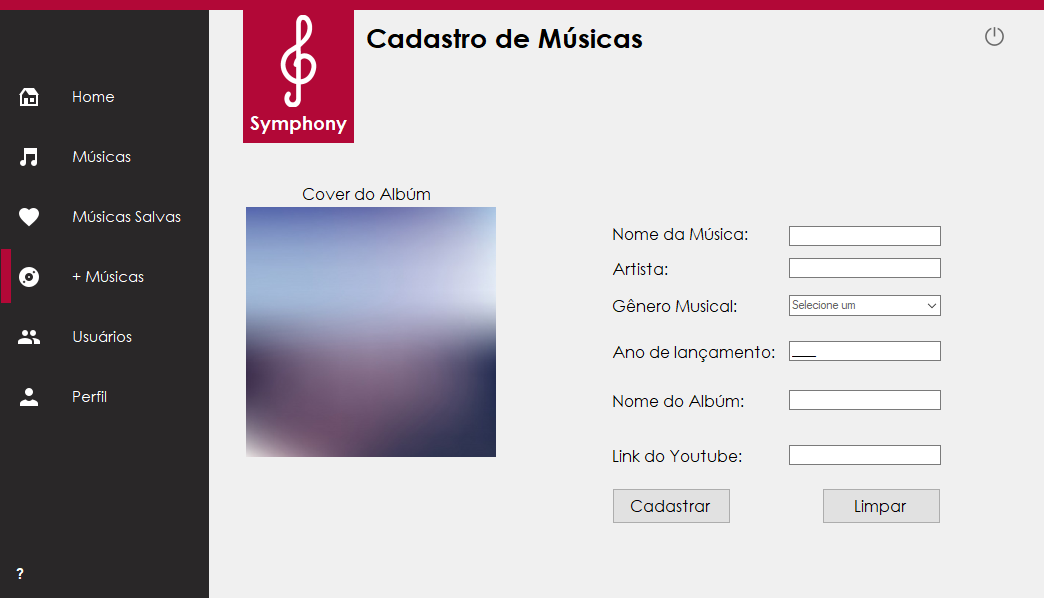 Cadastro de Músicas
Symphony
Home
Músicas
Músicas Salvas
+ Músicas
Usuários
Perfil
?
Cover do Albúm
Nome da Música:
Artista:
Gênero Musical: Selecione um
Ano de lançamento: ____
Nome do Albúm:
Link do Youtube:
Cadastrar Limpar